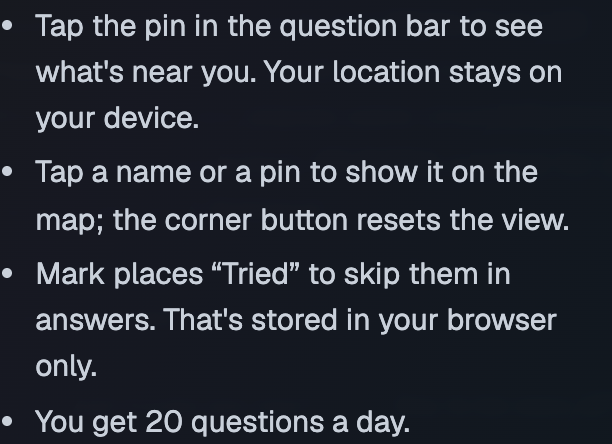 • Tap the pin in the question bar to see
what's near you. Your location stays on
your device.
• Tap a name or a pin to show it on the
map; the corner button resets the view.
• Mark places “Tried” to skip them in
answers. That's stored in your browser
only.
• You get 20 questions a day.